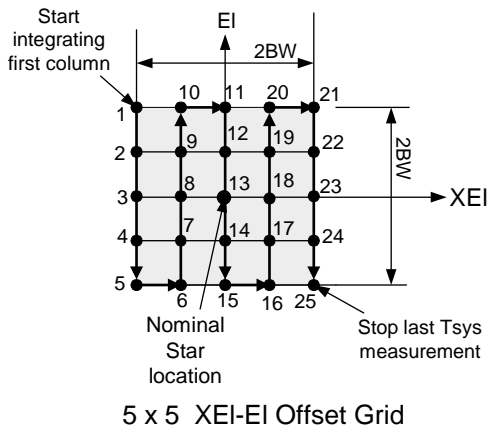 Start
integrating
first column
El
2BW
10
11
20
21
1
9
12
19
22
2
2BW
8
13
18
23
3
XEl
7
14
17
24
4
5
6
15
16
25
Nominal
Star
location
Stop last Tsys
measurement
5 x 5 XEl-El Offset Grid